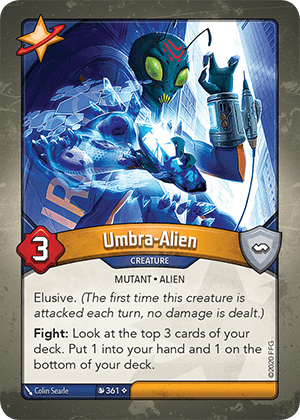 Umbra-Alien
CREATURE
3
MUTANT • ALIEN
Elusive. (The first time this creature is
attacked each turn, no damage is dealt.)
Fight: Look at the top 3 cards of your
deck. Put 1 into your hand and 1 on the
bottom of your deck.
Colin Searle
361
©2020 FFG